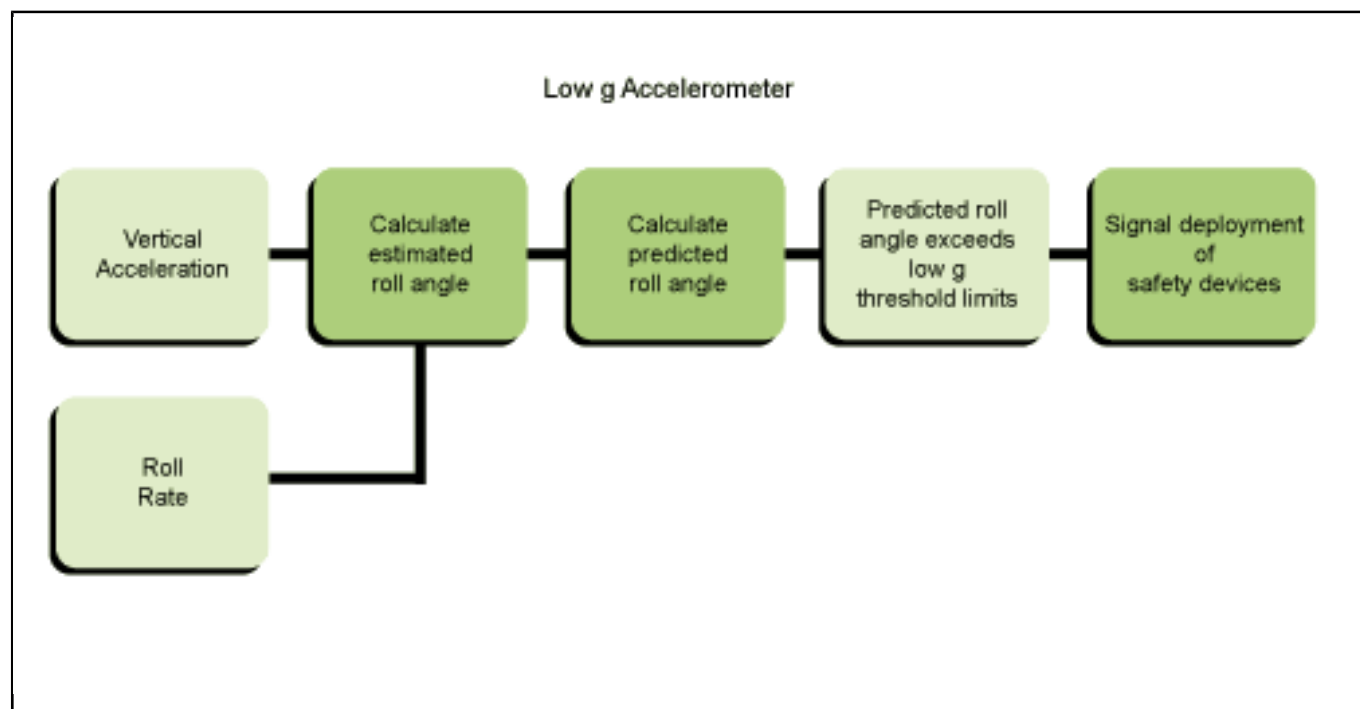 Low g Accelerometer
Vertical
Acceleration
Calculate
estimated
roll angle
Calculate
predicted
roll angle
Predicted roll
angle exceeds
low g
threshold limits
Signal deployment
of
safety devices
Roll
Rate